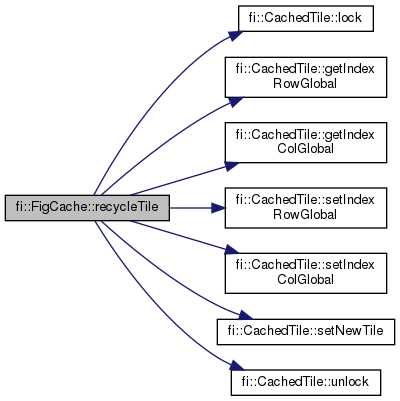 fi::CachedTile::lock
fi::CachedTile::getIndex
RowGlobal
fi::CachedTile::getIndex
ColGlobal
fi::FigCache::recycleTile
fi::CachedTile::setIndex
RowGlobal
fi::CachedTile::setIndex
ColGlobal
fi::CachedTile::setNewTile
fi::CachedTile::unlock